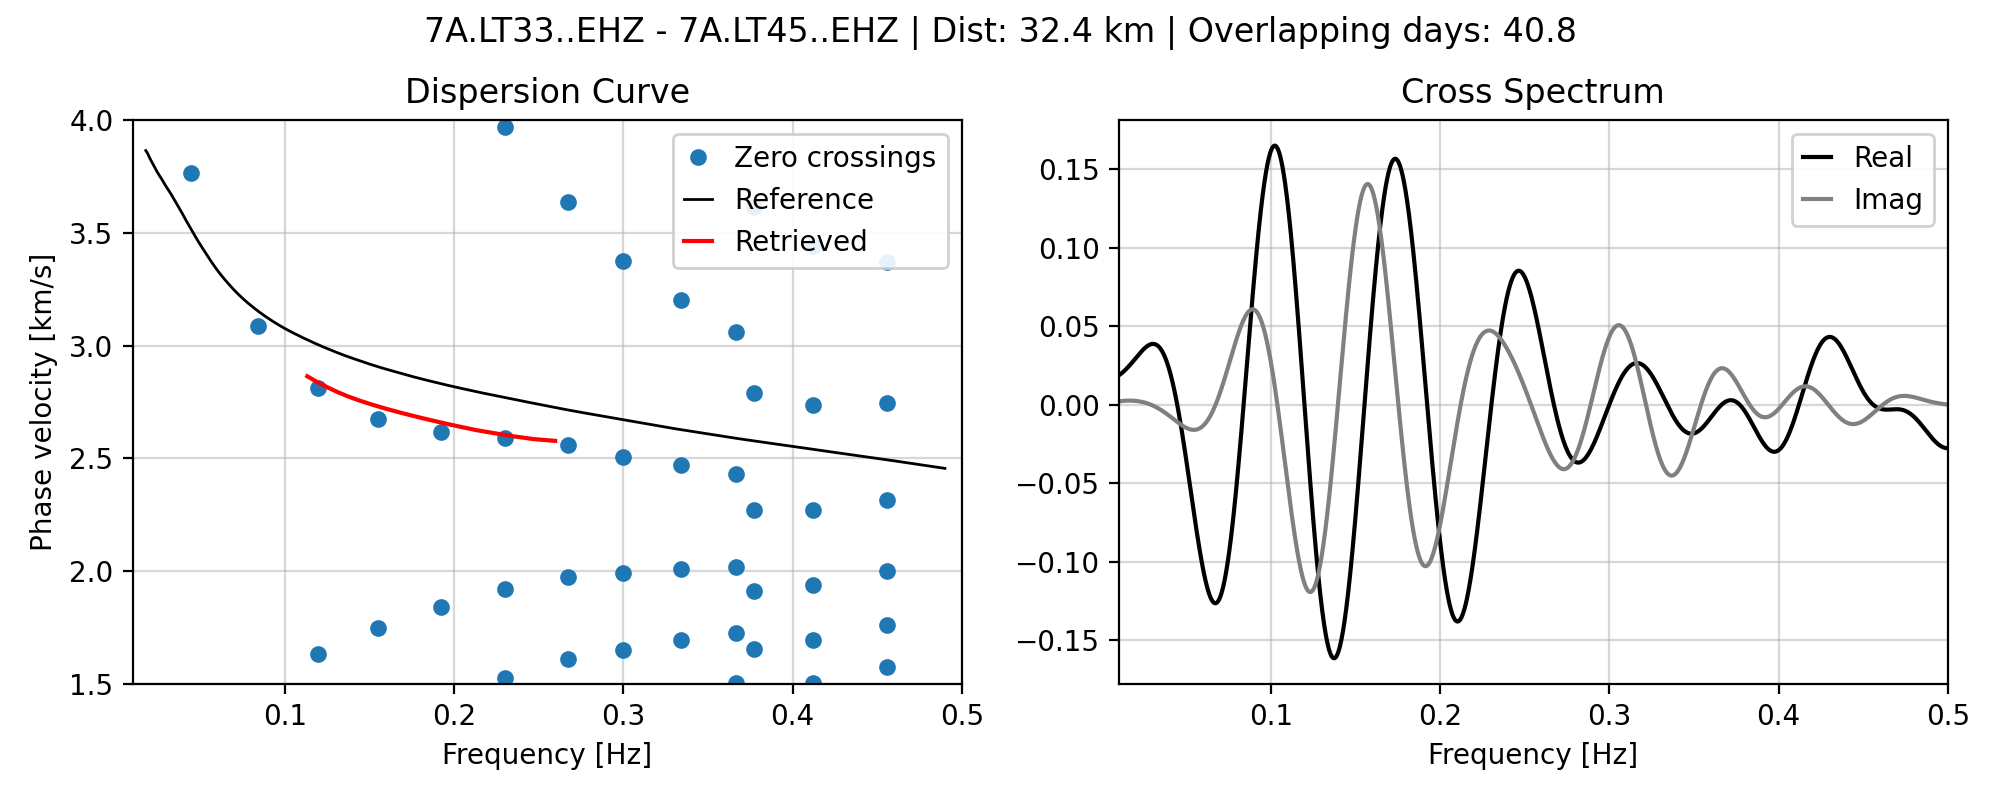 7A.LT33..EHZ - 7A.LT45..EHZ | Dist: 32.4 km | Overlapping days: 40.8
Dispersion Curve
4.0
3.5
3.0
2.5
2.0
1.5
Phase velocity [km/s]
Zero crossings
Reference
Retrieved
0.1 0.2 0.3 0.4 0.5
Frequency [Hz]
Cross Spectrum
0.15
0.10
0.05
0.00
−0.05
−0.10
−0.15
Real
Imag
0.1 0.2 0.3 0.4 0.5
Frequency [Hz]